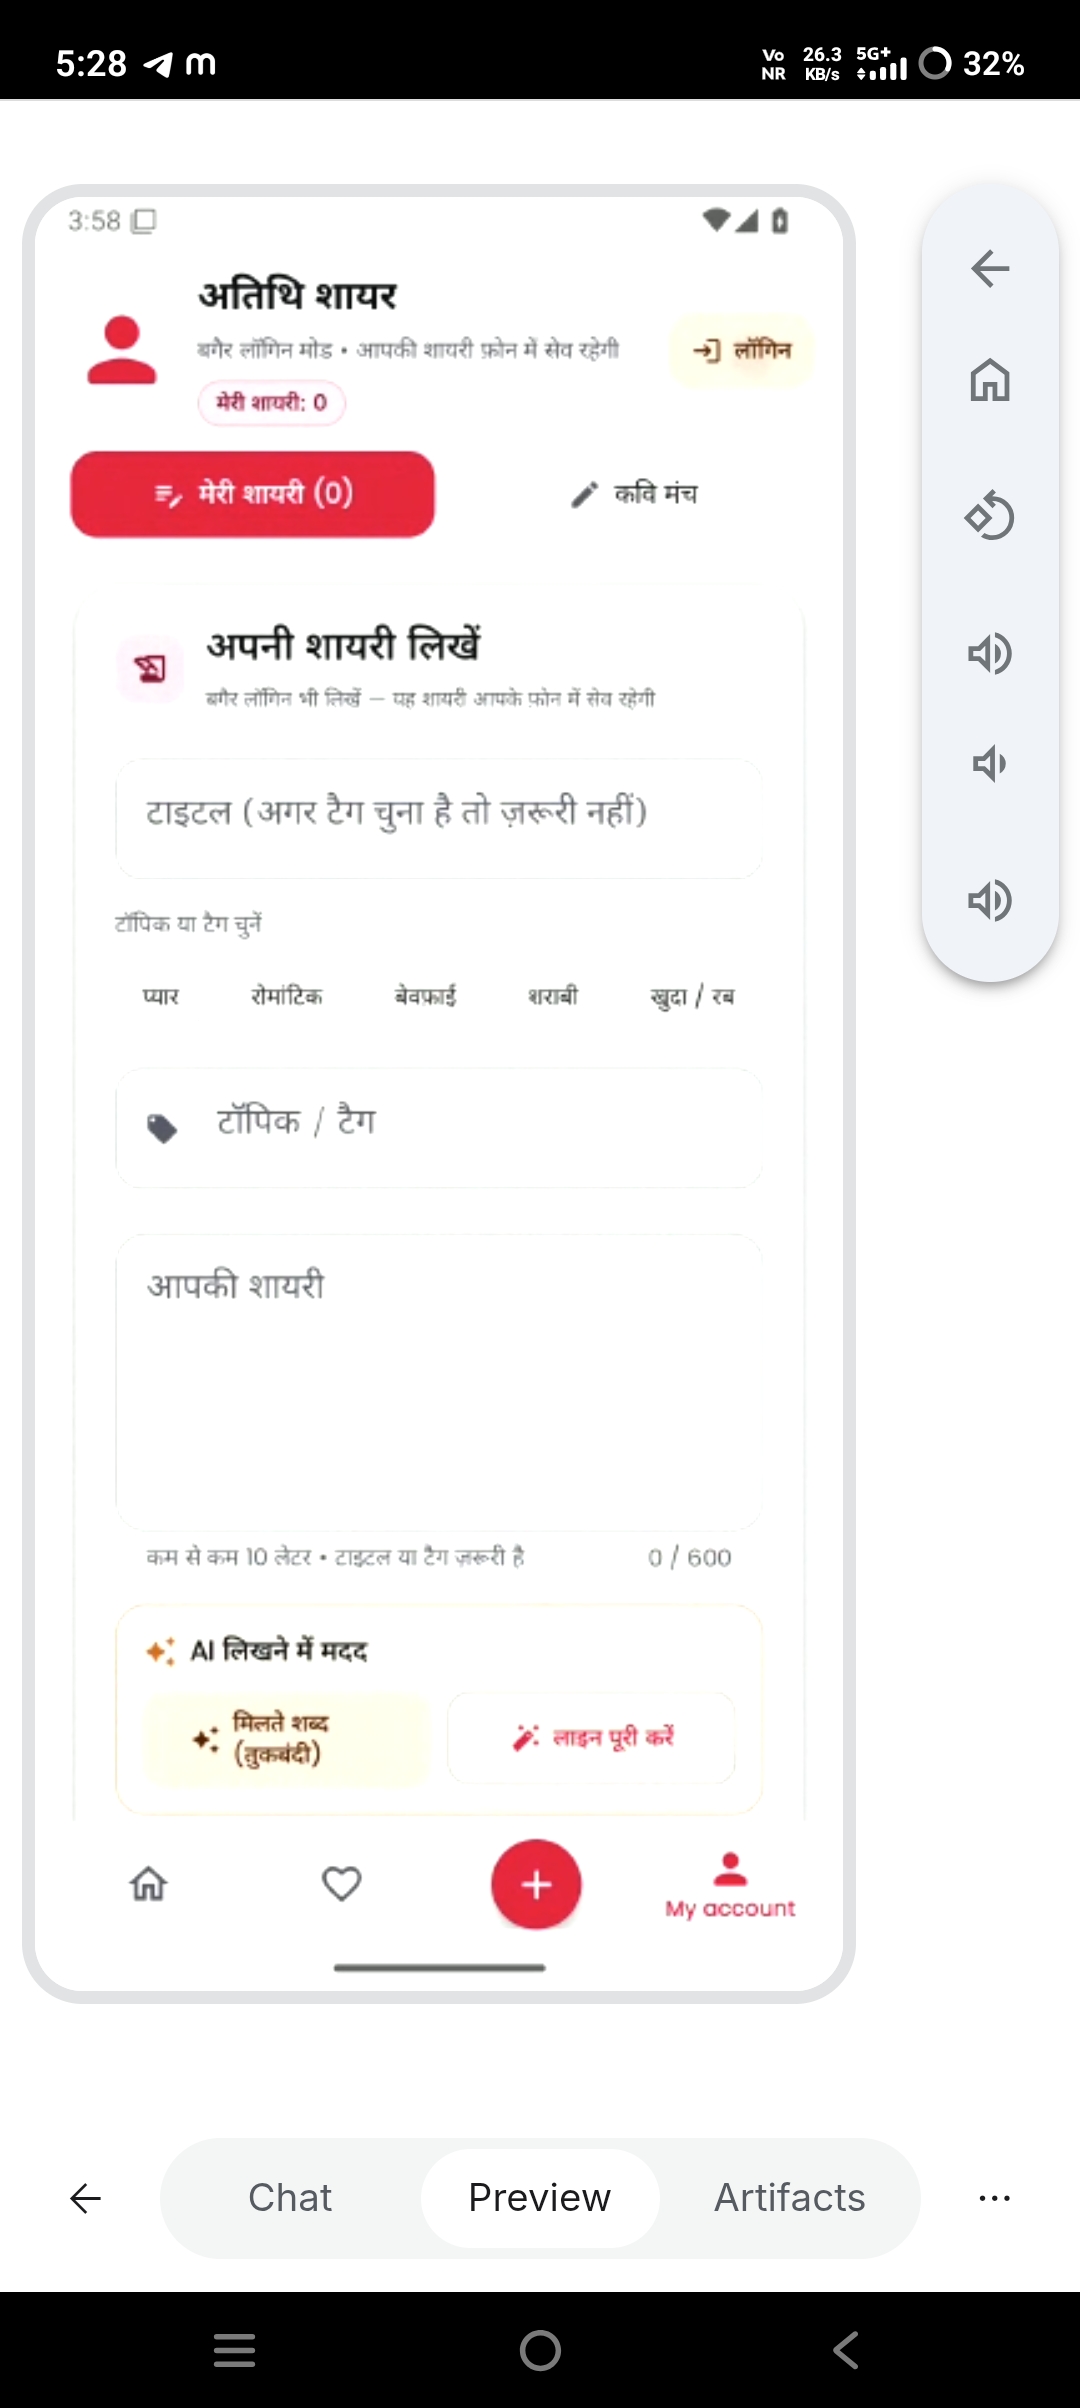 5:28
Vo NR 26.3 KB/s 5G+ 32%
3:58
अतिथि शायर
बगैर लॉगिन मोड • आपकी शायरी फ़ोन में सेव रहेगी
लॉगिन
मेरी शायरी: 0
मेरी शायरी (0)
कवि मंच
अपनी शायरी लिखें
बगैर लॉगिन भी लिखें — यह शायरी आपके फ़ोन में सेव रहेगी
टाइटल (अगर टैग चुना है तो ज़रूरी नहीं)
टॉपिक या टैग चुनें
प्यार रोमांटिक बेवफ़ाई शराबी खुदा / रब
टॉपिक / टैग
आपकी शायरी
कम से कम 10 लेटर • टाइटल या टैग ज़रूरी है 0 / 600
AI लिखने में मदद
मिलते शब्द
(तुकबंदी)
लाइन पूरी करें
My account
Chat Preview Artifacts